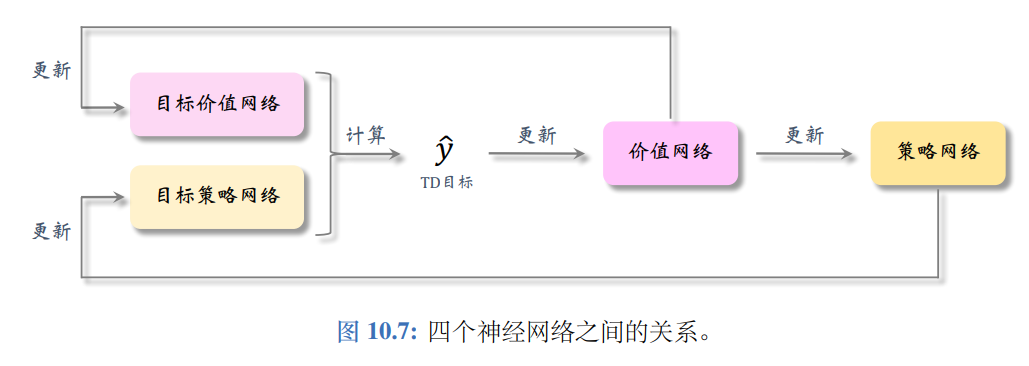 更新
目标价值网络
计算
ŷ
TD目标
更新
价值网络
更新
策略网络
目标策略网络
更新
图 10.7: 四个神经网络之间的关系。